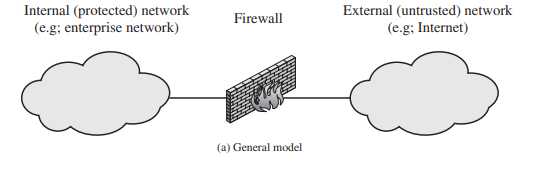 Internal (protected) network
(e.g; enterprise network)
Firewall
External (untrusted) network
(e.g; Internet)
(a) General model